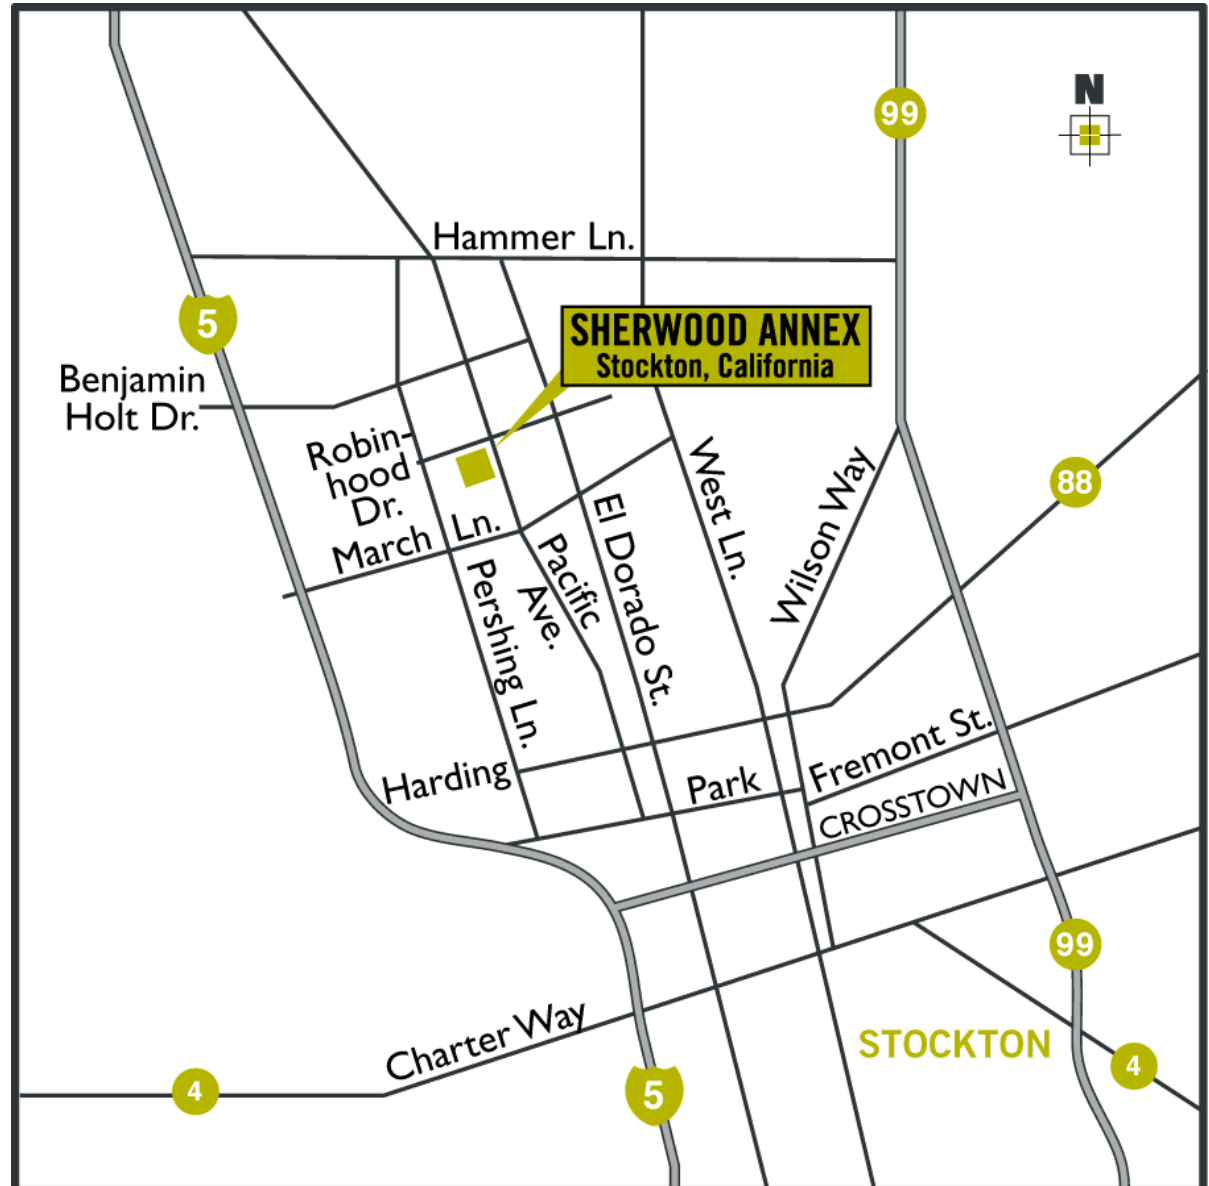 N
99
Hammer Ln.
5
SHERWOOD ANNEX
Stockton, California
Benjamin
Holt Dr.
Robin-
hood
Dr.
March Ln.
88
West Ln.
Wilson Way
El Dorado St.
Pacific
Ave.
Pershing Ln.
Harding
Park
Fremont St.
CROSSTOWN
99
Charter Way
STOCKTON
4
5
4